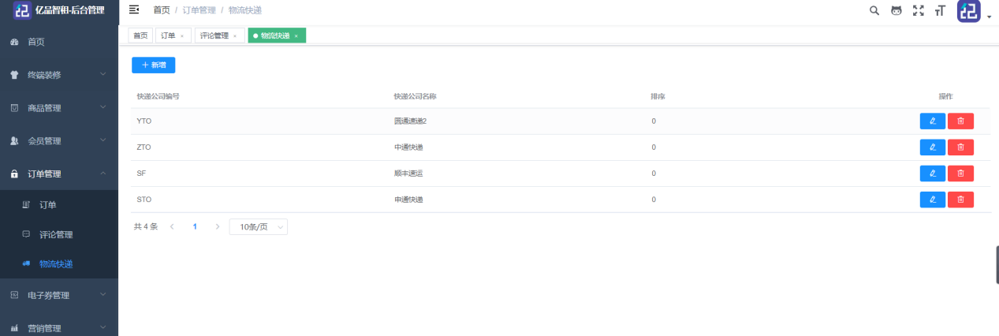 亿品智租-后台管理
首页 / 订单管理 / 物流快递
首页
订单 ×
评论管理 ×
物流快递 ×
首页
终端装修
商品管理
会员管理
订单管理
订单
评论管理
物流快递
电子券管理
营销管理
+ 新增
快递公司编号 快递公司名称 排序 操作
YTO 圆通速递2 0
ZTO 中通快递 0
SF 顺丰速运 0
STO 申通快递 0
共 4 条 1 10条/页